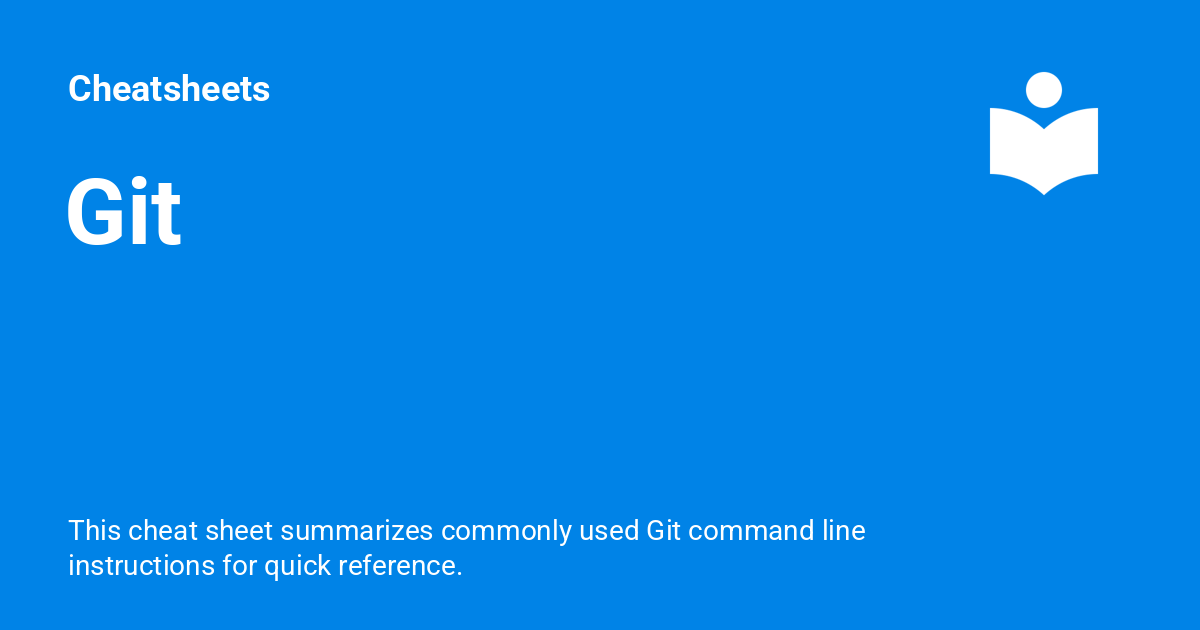 Cheatsheets
Git
This cheat sheet summarizes commonly used Git command line
instructions for quick reference.